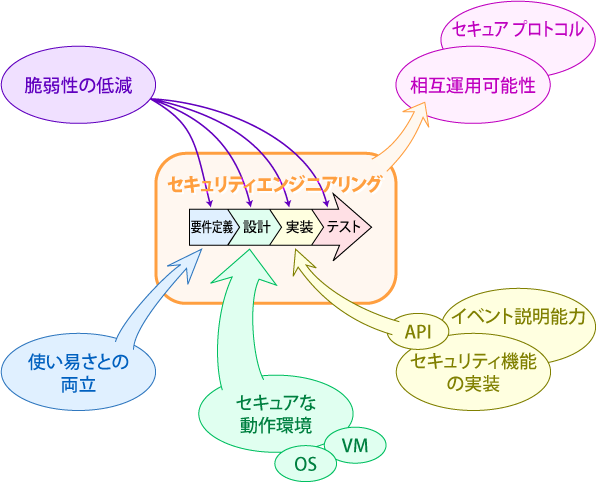 セキュア プロトコル
脆弱性の低減
相互運用可能性
セキュリティエンジニアリング
要件定義
設計
実装
テスト
使い易さとの
両立
セキュアな
動作環境
VM
OS
API
イベント説明能力
セキュリティ機能
の実装